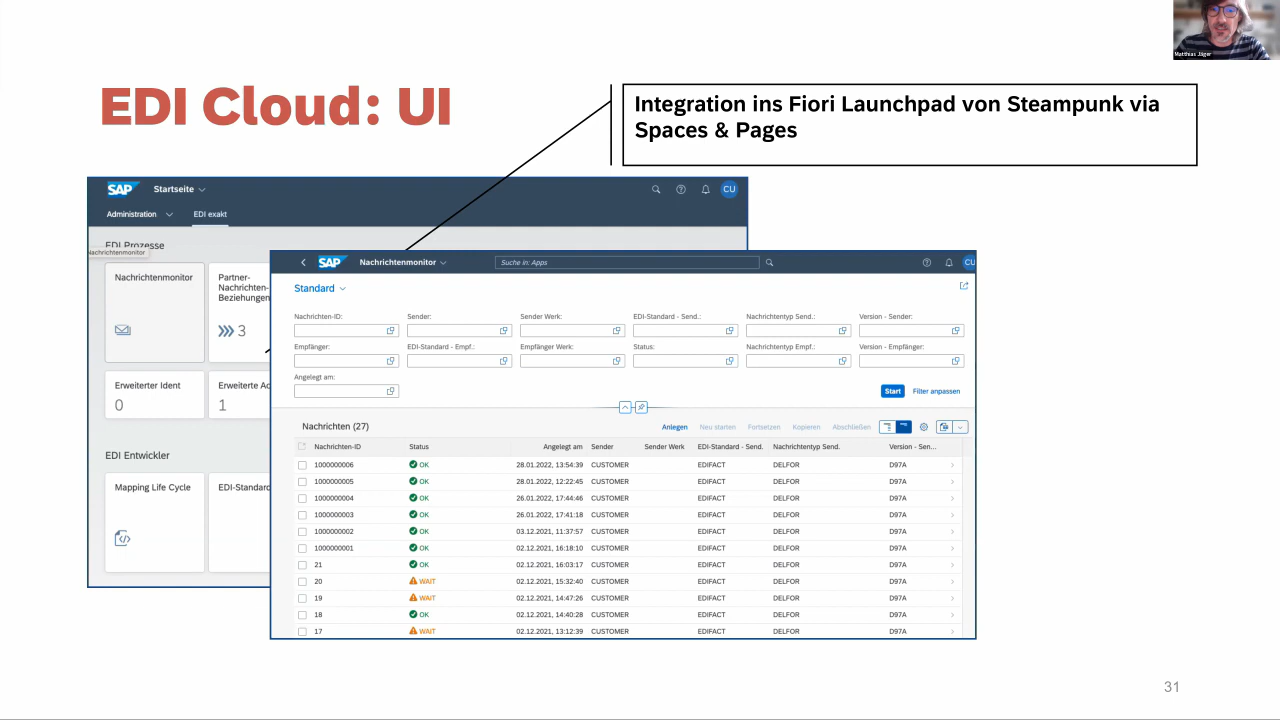 Matthias Jäger
EDI Cloud: UI
Integration ins Fiori Launchpad von Steampunk via
Spaces & Pages
SAP Startseite CU
Administration EDI exakt
EDI Prozesse
Nachrichtenmonitor
Nachrichtenmonitor
Partner-
Nachrichten-
Beziehungen
3
Erweiterter Ident
0
Erweiterte
1
EDI Entwickler
Mapping Life Cycle
EDI-Standard
SAP Nachrichtenmonitor Suche in: Apps CU
Standard
Nachrichten-ID: Sender: Sender Werk: EDI-Standard - Send.: Nachrichtentyp Send.: Version - Sender:
Empfänger: EDI-Standard - Empf.: Empfänger Werk: Status: Nachrichtentyp Empf.: Version - Empfänger:
Angelegt am:
Start Filter anpassen
Nachrichten (27) Anlegen Neu starten Fortsetzen Kopieren Abschließen
Nachrichten-ID Status Angelegt am Sender Sender Werk EDI-Standard - Send. Nachrichtentyp Send. Version - Sen...
1000000006 OK 28.01.2022, 13:54:39 CUSTOMER EDIFACT DELFOR D97A
1000000005 OK 28.01.2022, 12:22:45 CUSTOMER EDIFACT DELFOR D97A
1000000004 OK 26.01.2022, 17:44:46 CUSTOMER EDIFACT DELFOR D97A
1000000003 OK 26.01.2022, 17:41:18 CUSTOMER EDIFACT DELFOR D97A
1000000002 OK 03.12.2021, 11:37:57 CUSTOMER EDIFACT DELFOR D97A
1000000001 OK 02.12.2021, 16:18:10 CUSTOMER EDIFACT DELFOR D97A
21 OK 02.12.2021, 16:03:17 CUSTOMER EDIFACT DELFOR D97A
20 WAIT 02.12.2021, 15:32:40 CUSTOMER EDIFACT DELFOR D97A
19 WAIT 02.12.2021, 14:47:26 CUSTOMER EDIFACT DELFOR D97A
18 OK 02.12.2021, 14:40:28 CUSTOMER EDIFACT DELFOR D97A
17 WAIT 02.12.2021, 13:12:39 CUSTOMER EDIFACT DELFOR D97A
31